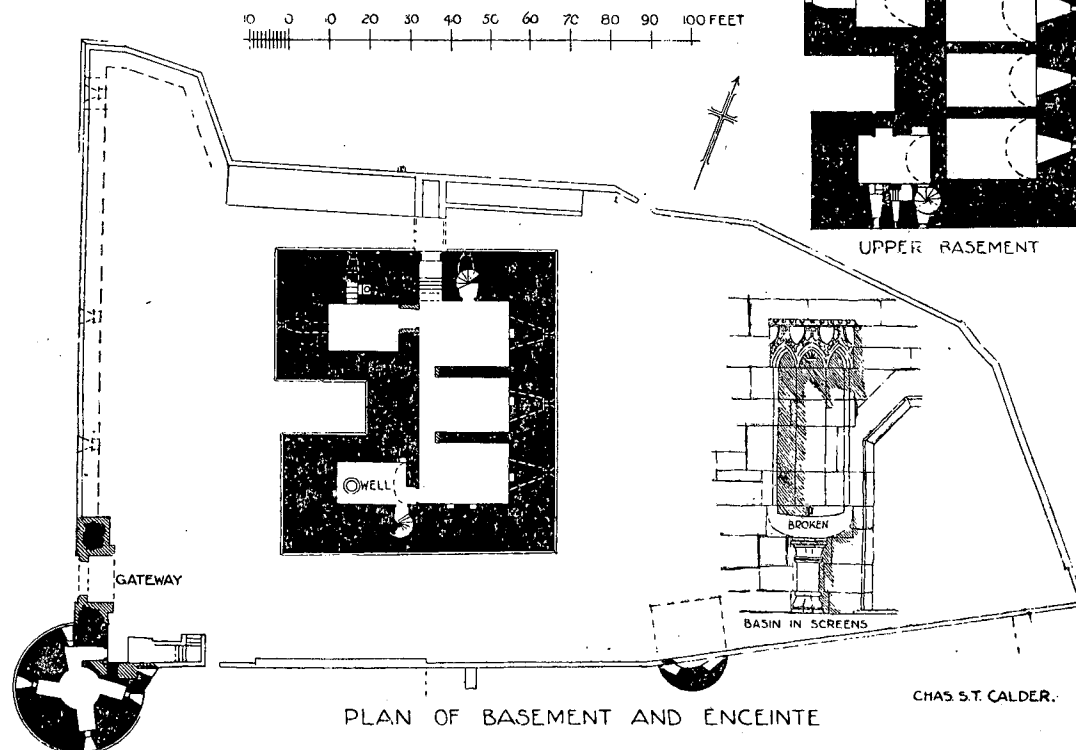 10 0 10 20 30 40 50 60 70 80 90 100 FEET
UPPER BASEMENT
WELL
BROKEN
GATEWAY
BASIN IN SCREENS
CHAS. S.T. CALDER.
PLAN OF BASEMENT AND ENCEINTE